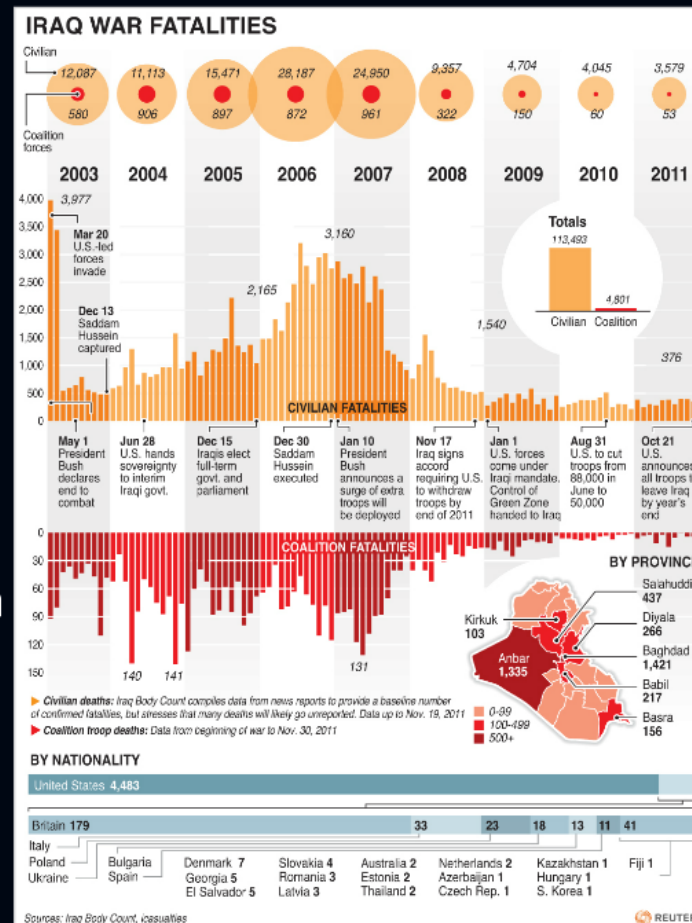 IRAQ WAR FATALITIES
Civilian
12,087
11,113
15,471
28,187
24,950
9,357
4,704
4,045
3,579
580
906
897
872
961
322
150
60
53
Coalition
forces
2003
2004
2005
2006
2007
2008
2009
2010
2011
4,000
3,500
3,000
2,500
2,000
1,500
1,000
500
0
3,977
Mar 20
U.S.-led
forces
invade
Dec 13
Saddam
Hussein
captured
2,165
3,160
1,540
376
Totals
113,493
4,801
Civilian
Coalition
CIVILIAN FATALITIES
May 1
President
Bush
declares
end to
combat
Jun 28
U.S. hands
sovereignty
to interim
Iraqi govt.
Dec 15
Iraqis elect
full-term
govt. and
parliament
Dec 30
Saddam
Hussein
executed
Jan 10
President
Bush
announces a
surge of extra
troops will
be deployed
Nov 17
Iraq signs
accord
requiring U.S.
to withdraw
troops by
end of 2011
Jan 1
U.S. forces
come under
Iraqi mandate.
Control of
Green Zone
handed to Iraq
Aug 31
U.S. to cut
troops from
88,000 in
June to
50,000
Oct 21
U.S.
announces
all troops t
leave Iraq
by year's
end
0
30
60
90
120
150
COALITION FATALITIES
140
141
131
BY PROVINC
Salahuddi
437
Diyala
266
Baghdad
1,421
Babil
217
Basra
156
Kirkuk
103
Anbar
1,335
0-99
100-499
500+
Civilian deaths: Iraq Body Count compiles data from news reports to provide a baseline number
of confirmed fatalities, but stresses that many deaths will likely go unreported. Data up to Nov. 19, 2011
Coalition troop deaths: Data from beginning of war to Nov. 30, 2011
BY NATIONALITY
United States 4,483
Britain 179
33
23
18
13
11
41
Italy
Poland
Ukraine
Bulgaria
Spain
Denmark 7
Georgia 5
El Salvador 5
Slovakia 4
Romania 3
Latvia 3
Australia 2
Estonia 2
Thailand 2
Netherlands 2
Azerbaijan 1
Czech Rep. 1
Kazakhstan 1
Hungary 1
S. Korea 1
Fiji 1
Sources: Iraq Body Count, icasualties
REUTER